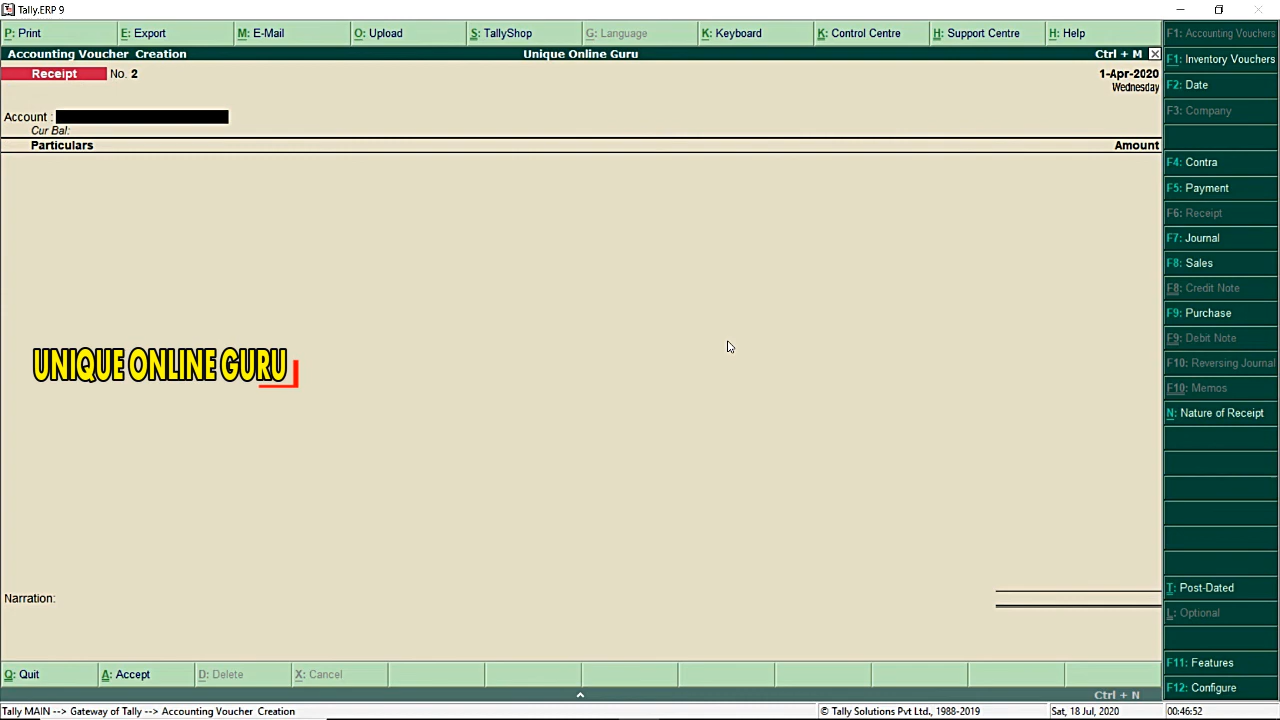 Tally.ERP 9
P: Print E: Export M: E-Mail O: Upload S: TallyShop G: Language K: Keyboard K: Control Centre H: Support Centre H: Help
Accounting Voucher Creation Unique Online Guru Ctrl + M
Receipt No. 2 1-Apr-2020
Wednesday
Account :
Cur Bal:
Particulars Amount
UNIQUE ONLINE GURU
Narration:
F1: Accounting Vouchers
F1: Inventory Vouchers
F2: Date
F3: Company
F4: Contra
F5: Payment
F6: Receipt
F7: Journal
F8: Sales
F8: Credit Note
F9: Purchase
F9: Debit Note
F10: Reversing Journal
F10: Memos
N: Nature of Receipt
T: Post-Dated
L: Optional
F11: Features
F12: Configure
Q: Quit A: Accept D: Delete X: Cancel
Ctrl + N
Tally MAIN --> Gateway of Tally --> Accounting Voucher Creation © Tally Solutions Pvt Ltd., 1988-2019 Sat, 18 Jul, 2020 00:46:52